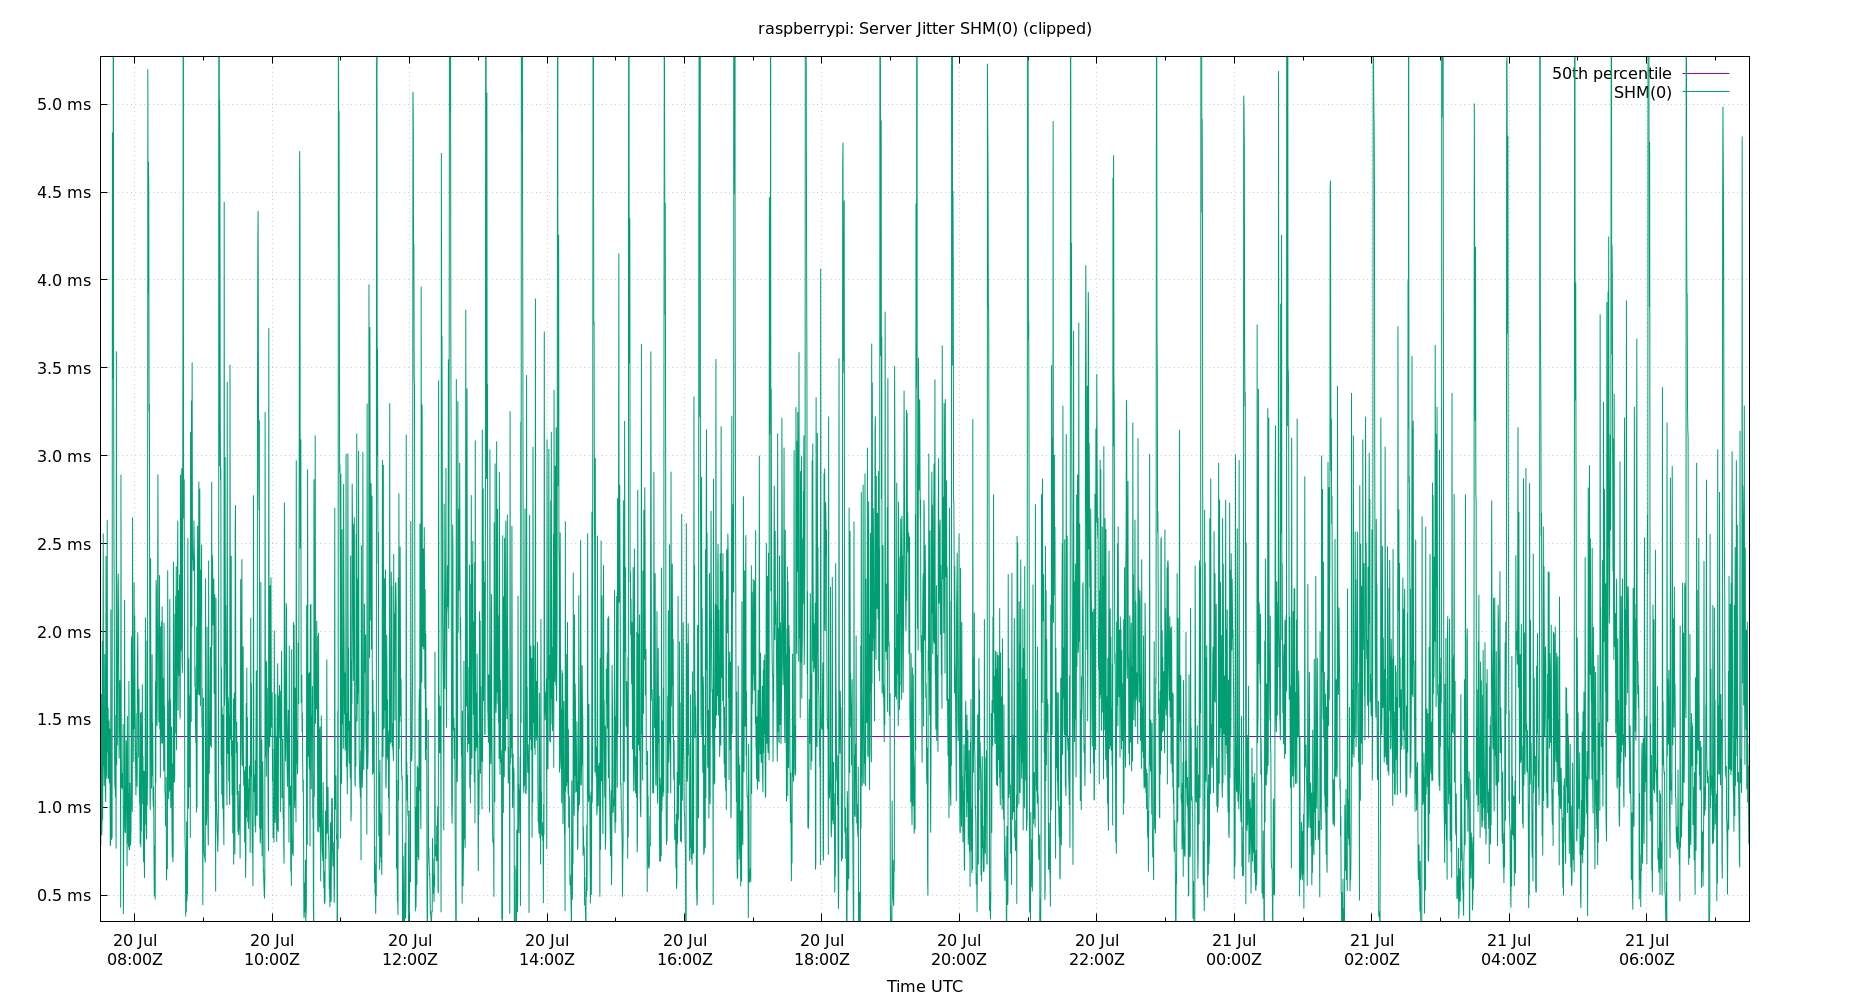 raspberrypi: Server Jitter SHM(0) (clipped)
50th percentile
SHM(0)
5.0 ms
4.5 ms
4.0 ms
3.5 ms
3.0 ms
2.5 ms
2.0 ms
1.5 ms
1.0 ms
0.5 ms
20 Jul 20 Jul 20 Jul 20 Jul 20 Jul 20 Jul 20 Jul 20 Jul 21 Jul 21 Jul 21 Jul 21 Jul
08:00Z 10:00Z 12:00Z 14:00Z 16:00Z 18:00Z 20:00Z 22:00Z 00:00Z 02:00Z 04:00Z 06:00Z
Time UTC